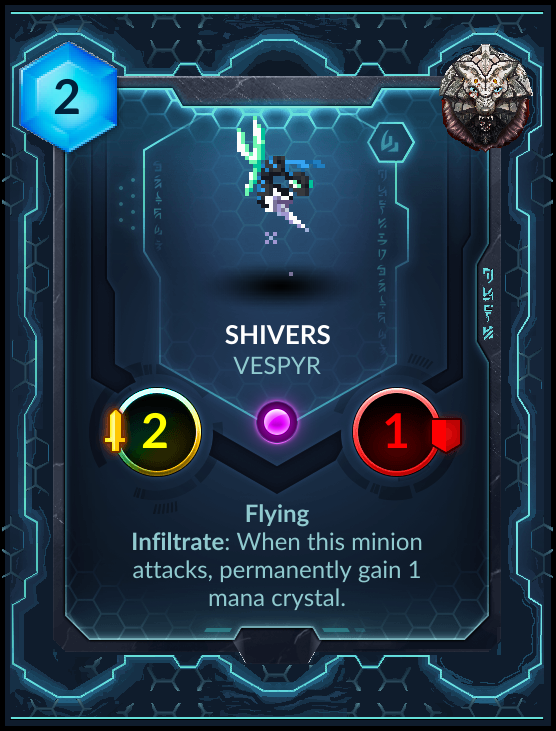 2
SHIVERS
VESPYR
2
1
Flying
Infiltrate: When this minion
attacks, permanently gain 1
mana crystal.